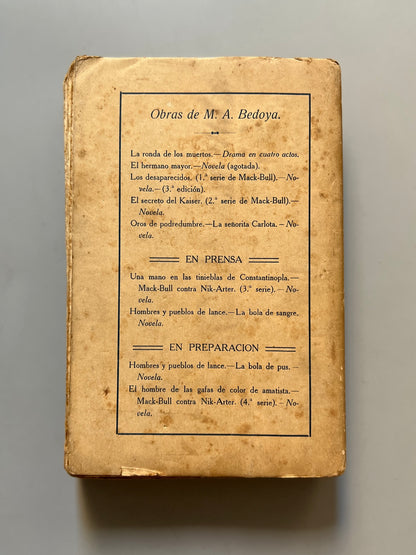 Obras de M. A. Bedoya.
La ronda de los muertos.—Drama en cuatro actos.
El hermano mayor.—Novela (agotada).
Los desaparecidos. (1.ª serie de Mack-Bull).—No-
vela.—(3.ª edición).
El secreto del Kaiser. (2.ª serie de Mack-Bull).—
Novela.
Oros de podredumbre.—La señorita Carlota.—No-
vela.
EN PRENSA
Una mano en las tinieblas de Constantinopla.—
Mack-Bull contra Nik-Arter. (3.ª serie).—No-
vela.
Hombres y pueblos de lance.—La bola de sangre.
Novela.
EN PREPARACION
Hombres y pueblos de lance.—La bola de pus.—
Novela.
El hombre de las gafas de color de amatista.—
Mack-Bull contra Nik-Arter. (4.ª serie).—No-
vela.